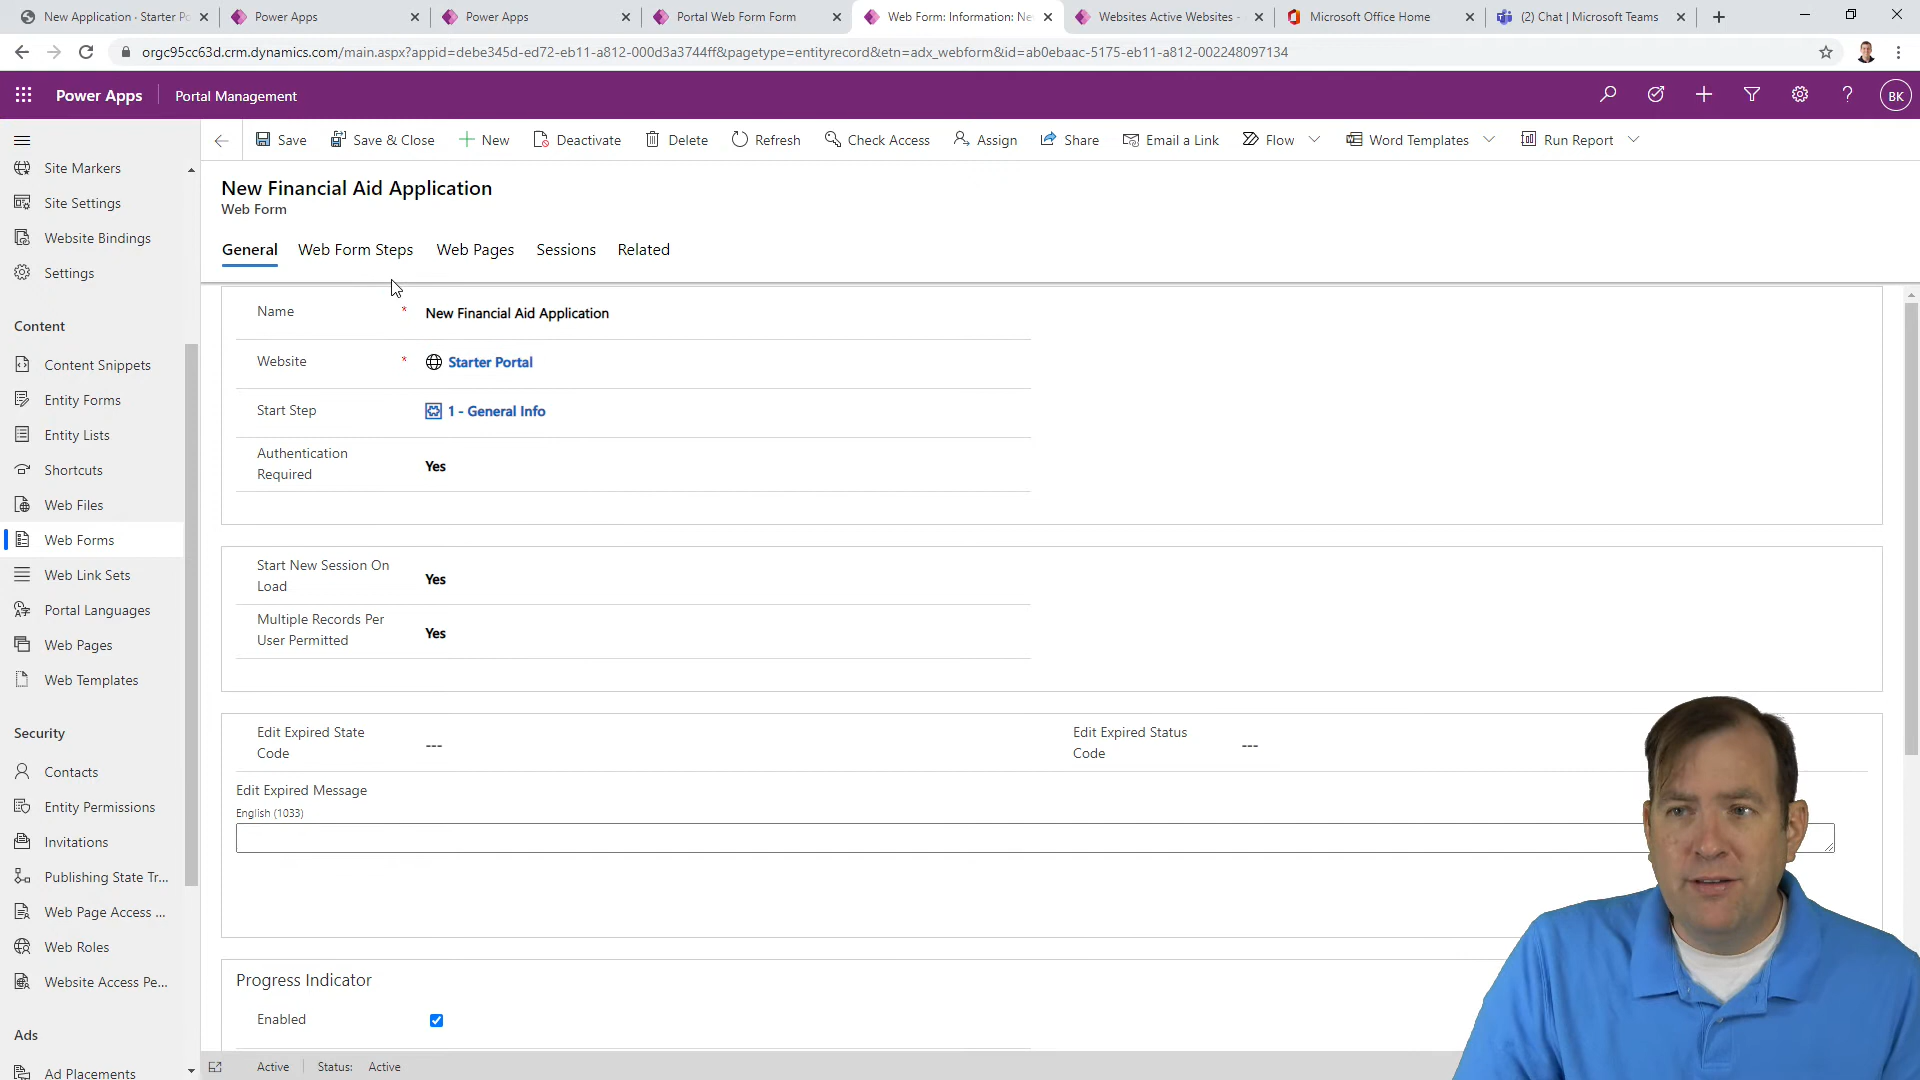 New Application · Starter Po
Power Apps
Power Apps
Portal Web Form Form
Web Form: Information: Ne
Websites Active Websites -
Microsoft Office Home
(2) Chat | Microsoft Teams
orgc95cc63d.crm.dynamics.com/main.aspx?appid=debe345d-ed72-eb11-a812-000d3a3744ff&pagetype=entityrecord&etn=adx_webform&id=ab0ebaac-5175-eb11-a812-002248097134
Power Apps
Portal Management
BK
Save
Save & Close
New
Deactivate
Delete
Refresh
Check Access
Assign
Share
Email a Link
Flow
Word Templates
Run Report
Site Markers
Site Settings
Website Bindings
Settings
Content
Content Snippets
Entity Forms
Entity Lists
Shortcuts
Web Files
Web Forms
Web Link Sets
Portal Languages
Web Pages
Web Templates
Security
Contacts
Entity Permissions
Invitations
Publishing State Tr...
Web Page Access ...
Web Roles
Website Access Pe...
Ads
Ad Placements
New Financial Aid Application
Web Form
General
Web Form Steps
Web Pages
Sessions
Related
Name * New Financial Aid Application
Website * Starter Portal
Start Step 1 - General Info
Authentication
Required
Yes
Start New Session On
Load
Yes
Multiple Records Per
User Permitted
Yes
Edit Expired State
Code
---
Edit Expired Status
Code
---
Edit Expired Message
English (1033)
Progress Indicator
Enabled
Active
Status: Active